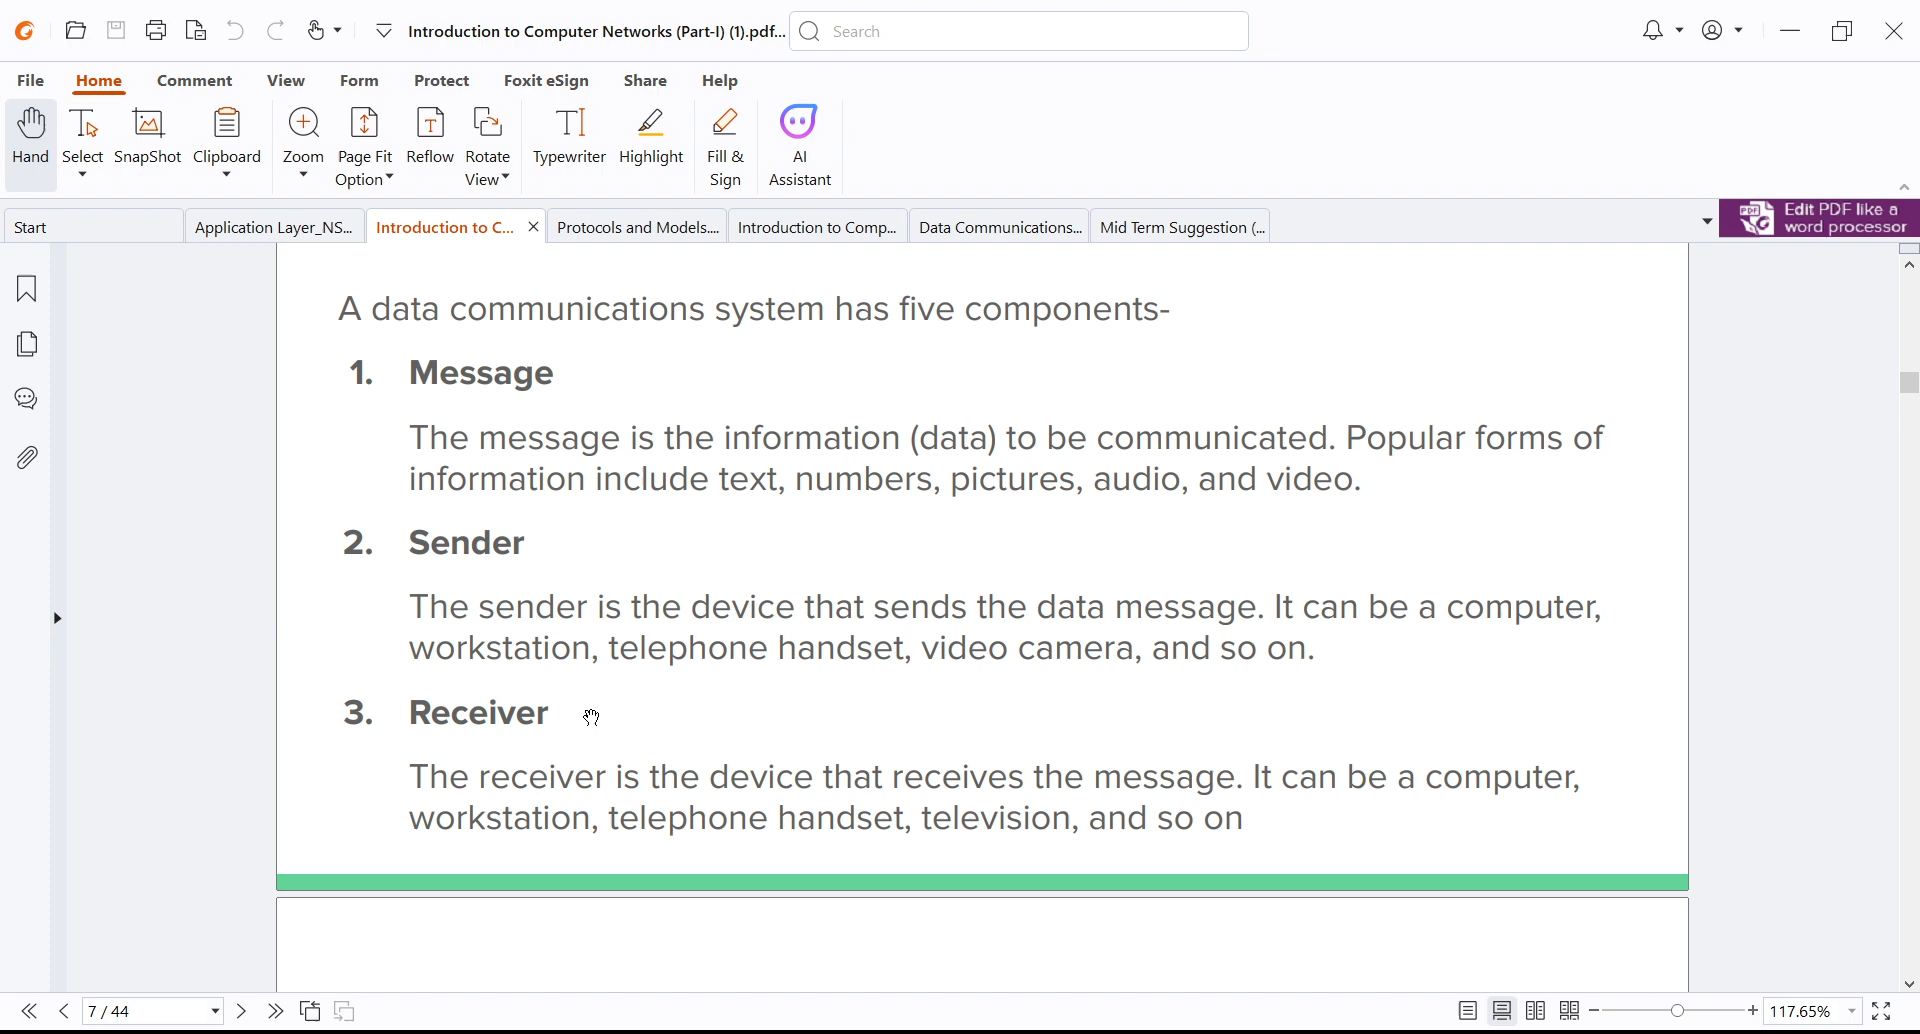 Introduction to Computer Networks (Part-I) (1).pdf...
Search
File Home Comment View Form Protect Foxit eSign Share Help
Hand
Select
SnapShot
Clipboard
Zoom
Page Fit
Option
Reflow
Rotate
View
Typewriter
Highlight
Fill &
Sign
AI
Assistant
Start
Application Layer_NS...
Introduction to C...
Protocols and Models....
Introduction to Comp...
Data Communications...
Mid Term Suggestion (...
PDF
Edit PDF like a
word processor
A data communications system has five components-
1. Message
The message is the information (data) to be communicated. Popular forms of
information include text, numbers, pictures, audio, and video.
2. Sender
The sender is the device that sends the data message. It can be a computer,
workstation, telephone handset, video camera, and so on.
3. Receiver
The receiver is the device that receives the message. It can be a computer,
workstation, telephone handset, television, and so on
7 / 44
117.65%